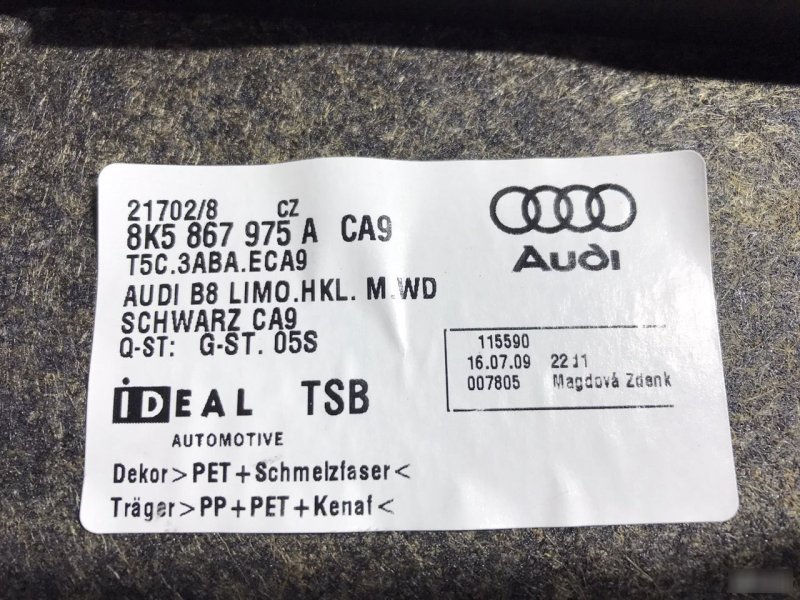 21702/8 CZ
8K5 867 975 A CA9
T5C.3ABA.ECA9
AUDI B8 LIMO.HKL. M.WD
SCHWARZ CA9
Q-ST: G-ST. 05S
Audi
115590
16.07.09 22 11
007805 Magdová Zdenk
IDEAL TSB
AUTOMOTIVE
Dekor>PET+Schmelzfaser<
Träger>PP+PET+Kenaf<